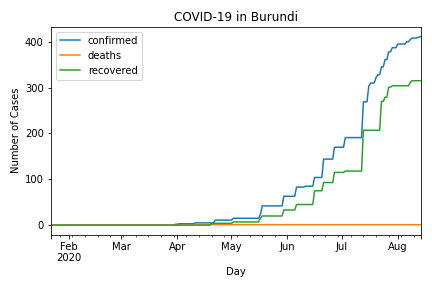 COVID-19 in Burundi
confirmed
deaths
recovered
Number of Cases
400
300
200
100
0
Feb Mar Apr May Jun Jul Aug
2020
Day